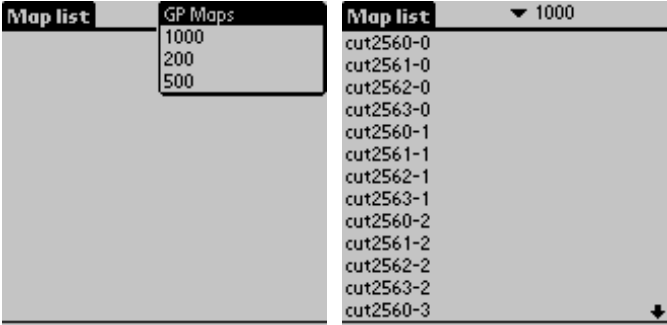 Map list
GP Maps
1000
200
500
Map list
1000
cut2560-0
cut2561-0
cut2562-0
cut2563-0
cut2560-1
cut2561-1
cut2562-1
cut2563-1
cut2560-2
cut2561-2
cut2562-2
cut2563-2
cut2560-3